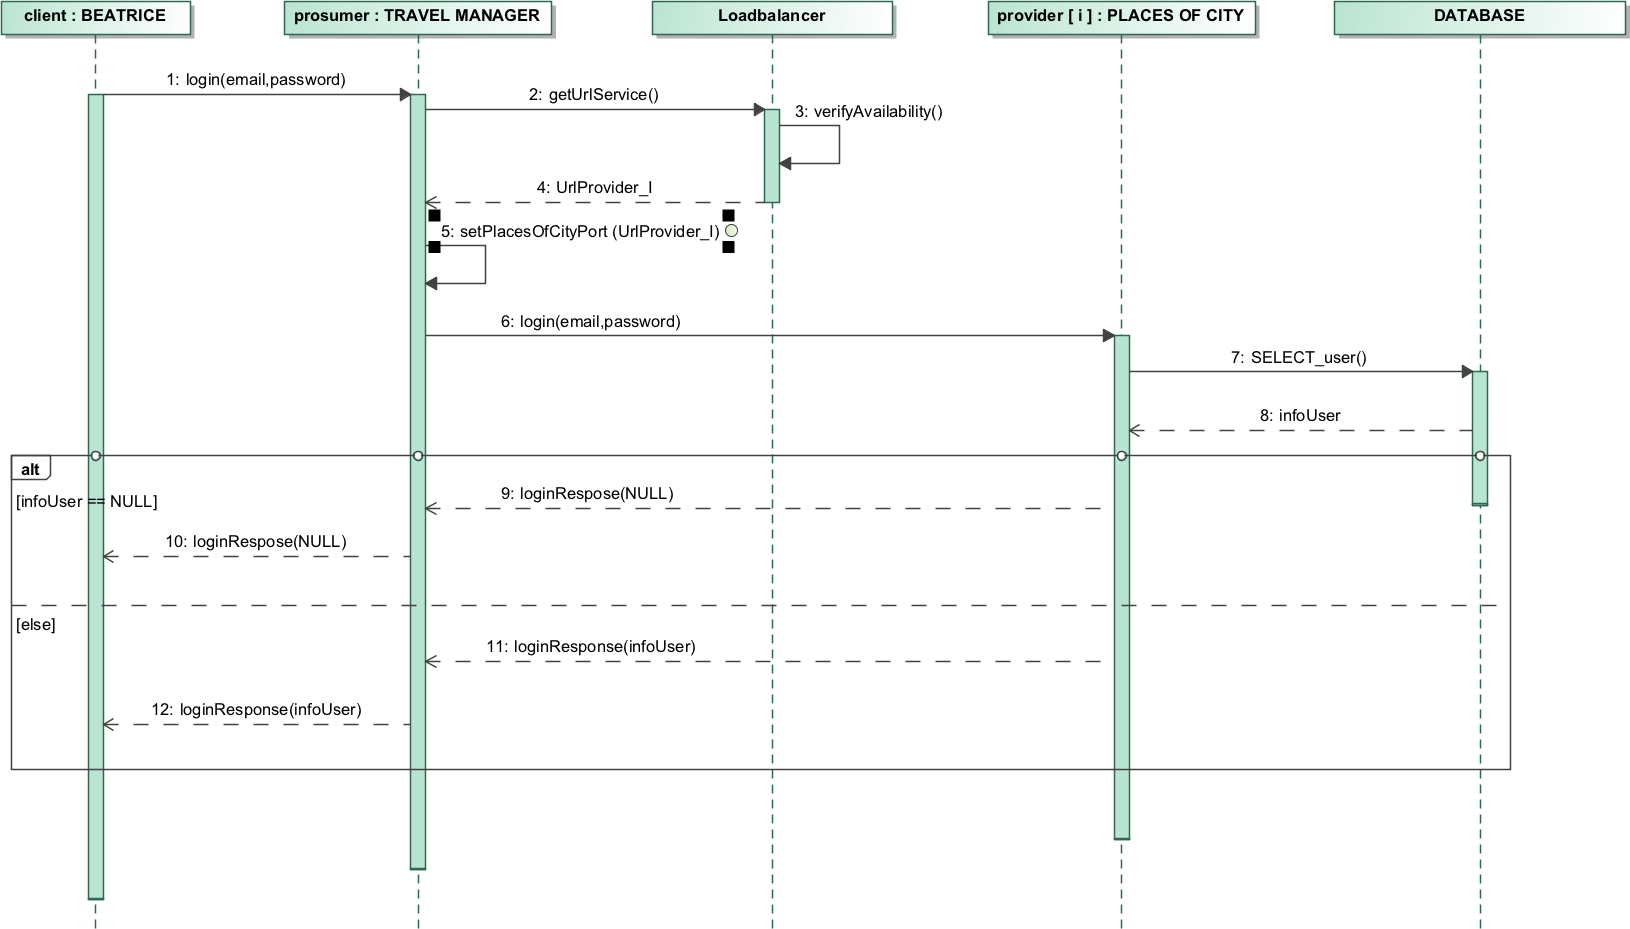 client : BEATRICE
prosumer : TRAVEL MANAGER
Loadbalancer
provider [ i ] : PLACES OF CITY
DATABASE
1: login(email,password)
2: getUrlService()
3: verifyAvailability()
4: UrlProvider_I
5: setPlacesOfCityPort (UrlProvider_I)
6: login(email,password)
7: SELECT_user()
8: infoUser
alt
[infoUser == NULL]
9: loginRespose(NULL)
10: loginRespose(NULL)
[else]
11: loginResponse(infoUser)
12: loginResponse(infoUser)